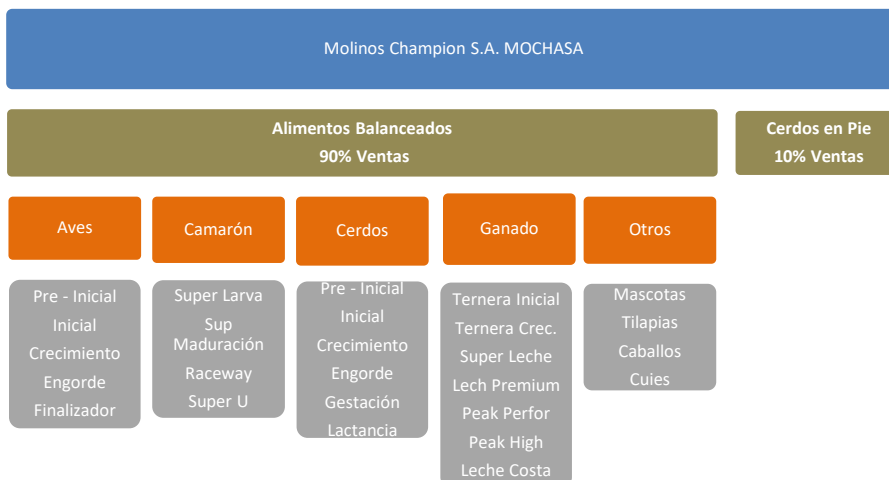 Molinos Champion S.A. MOCHASA
Alimentos Balanceados
90% Ventas
Cerdos en Pie
10% Ventas
Aves
Camarón
Cerdos
Ganado
Otros
Pre - Inicial
Inicial
Crecimiento
Engorde
Finalizador
Super Larva
Sup
Maduración
Raceway
Super U
Pre - Inicial
Inicial
Crecimiento
Engorde
Gestación
Lactancia
Ternera Inicial
Ternera Crec.
Super Leche
Lech Premium
Peak Perfor
Peak High
Leche Costa
Mascotas
Tilapias
Caballos
Cuies